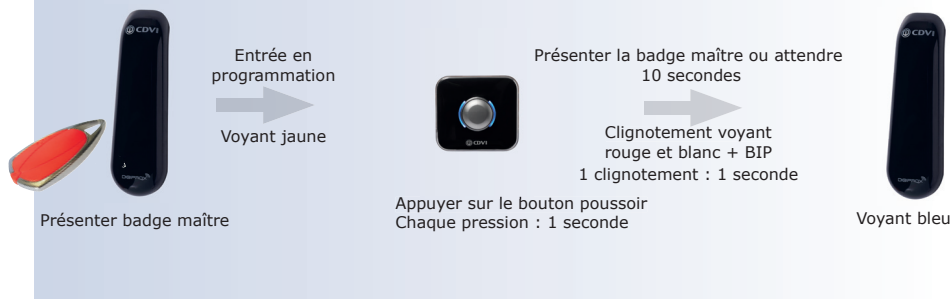 CDVI
DIGIPROX
Présenter badge maître
Entrée en
programmation
Voyant jaune
CDVI
Appuyer sur le bouton poussoir
Chaque pression : 1 seconde
Présenter la badge maître ou attendre
10 secondes
Clignotement voyant
rouge et blanc + BIP
1 clignotement : 1 seconde
CDVI
DIGIPROX
Voyant bleu